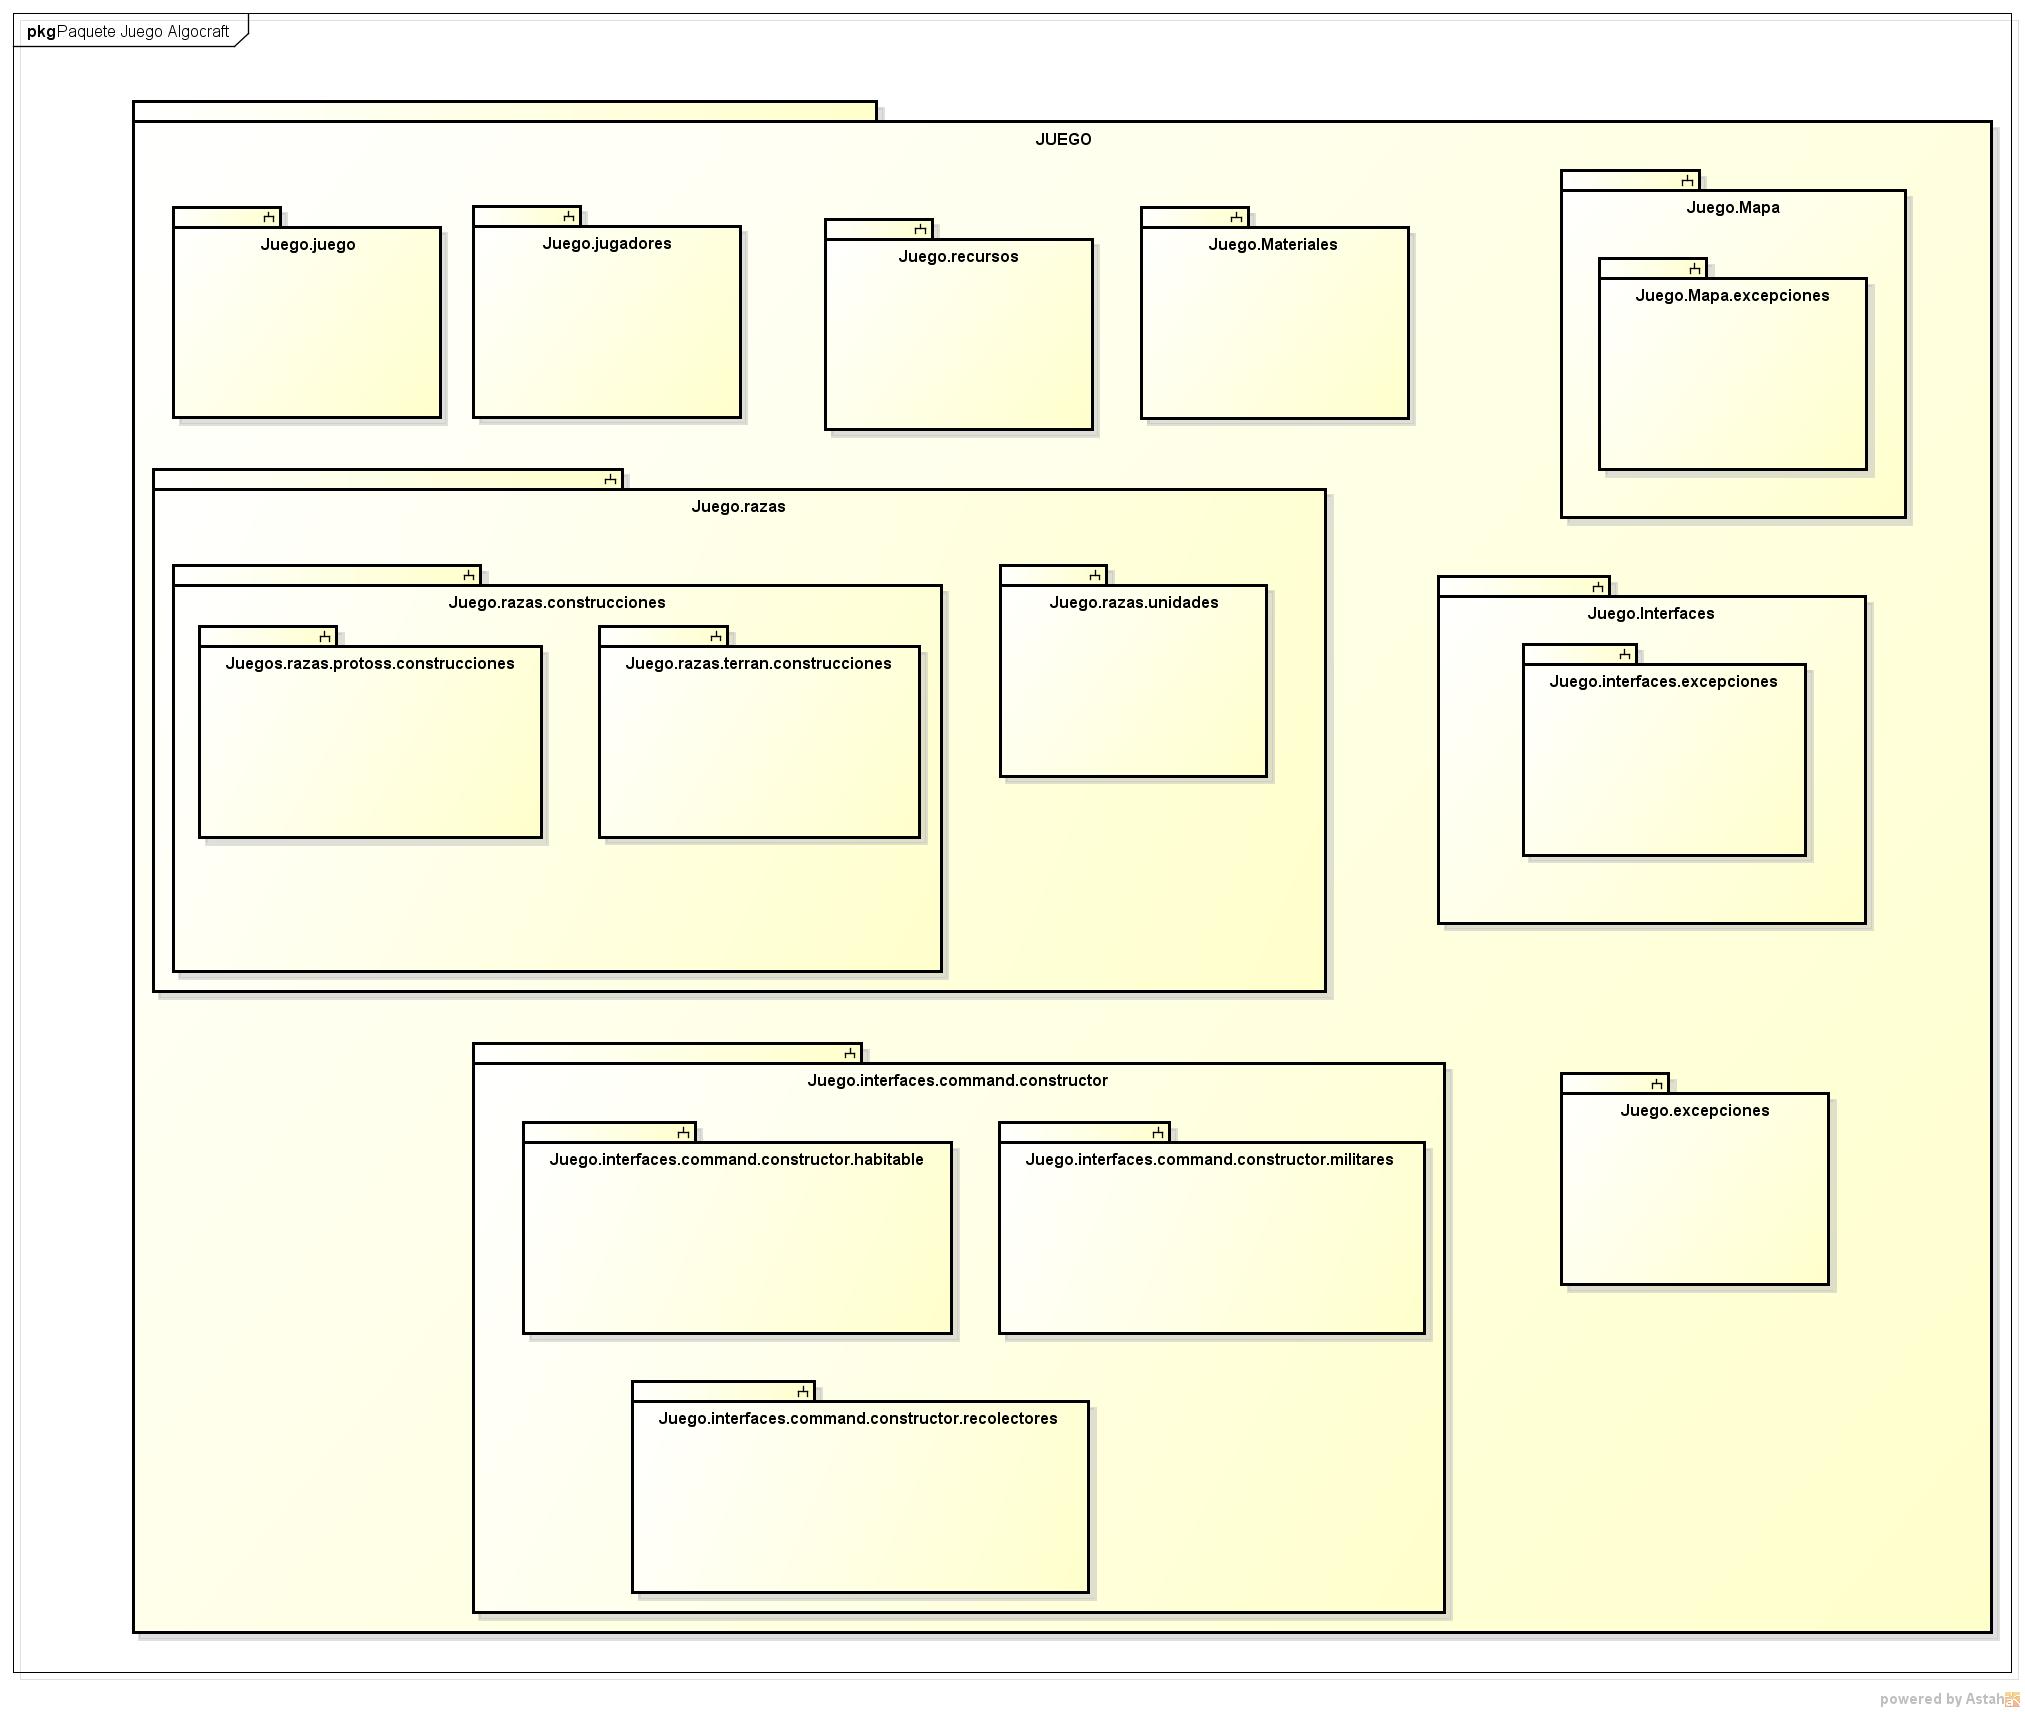 pkg Paquete Juego Algocraft
JUEGO
Juego.juego
Juego.jugadores
Juego.recursos
Juego.Materiales
Juego.Mapa
Juego.Mapa.excepciones
Juego.razas
Juego.razas.construcciones
Juegos.razas.protoss.construcciones
Juego.razas.terran.construcciones
Juego.razas.unidades
Juego.Interfaces
Juego.interfaces.excepciones
Juego.interfaces.command.constructor
Juego.interfaces.command.constructor.habitable
Juego.interfaces.command.constructor.militares
Juego.interfaces.command.constructor.recolectores
Juego.excepciones
powered by Astah